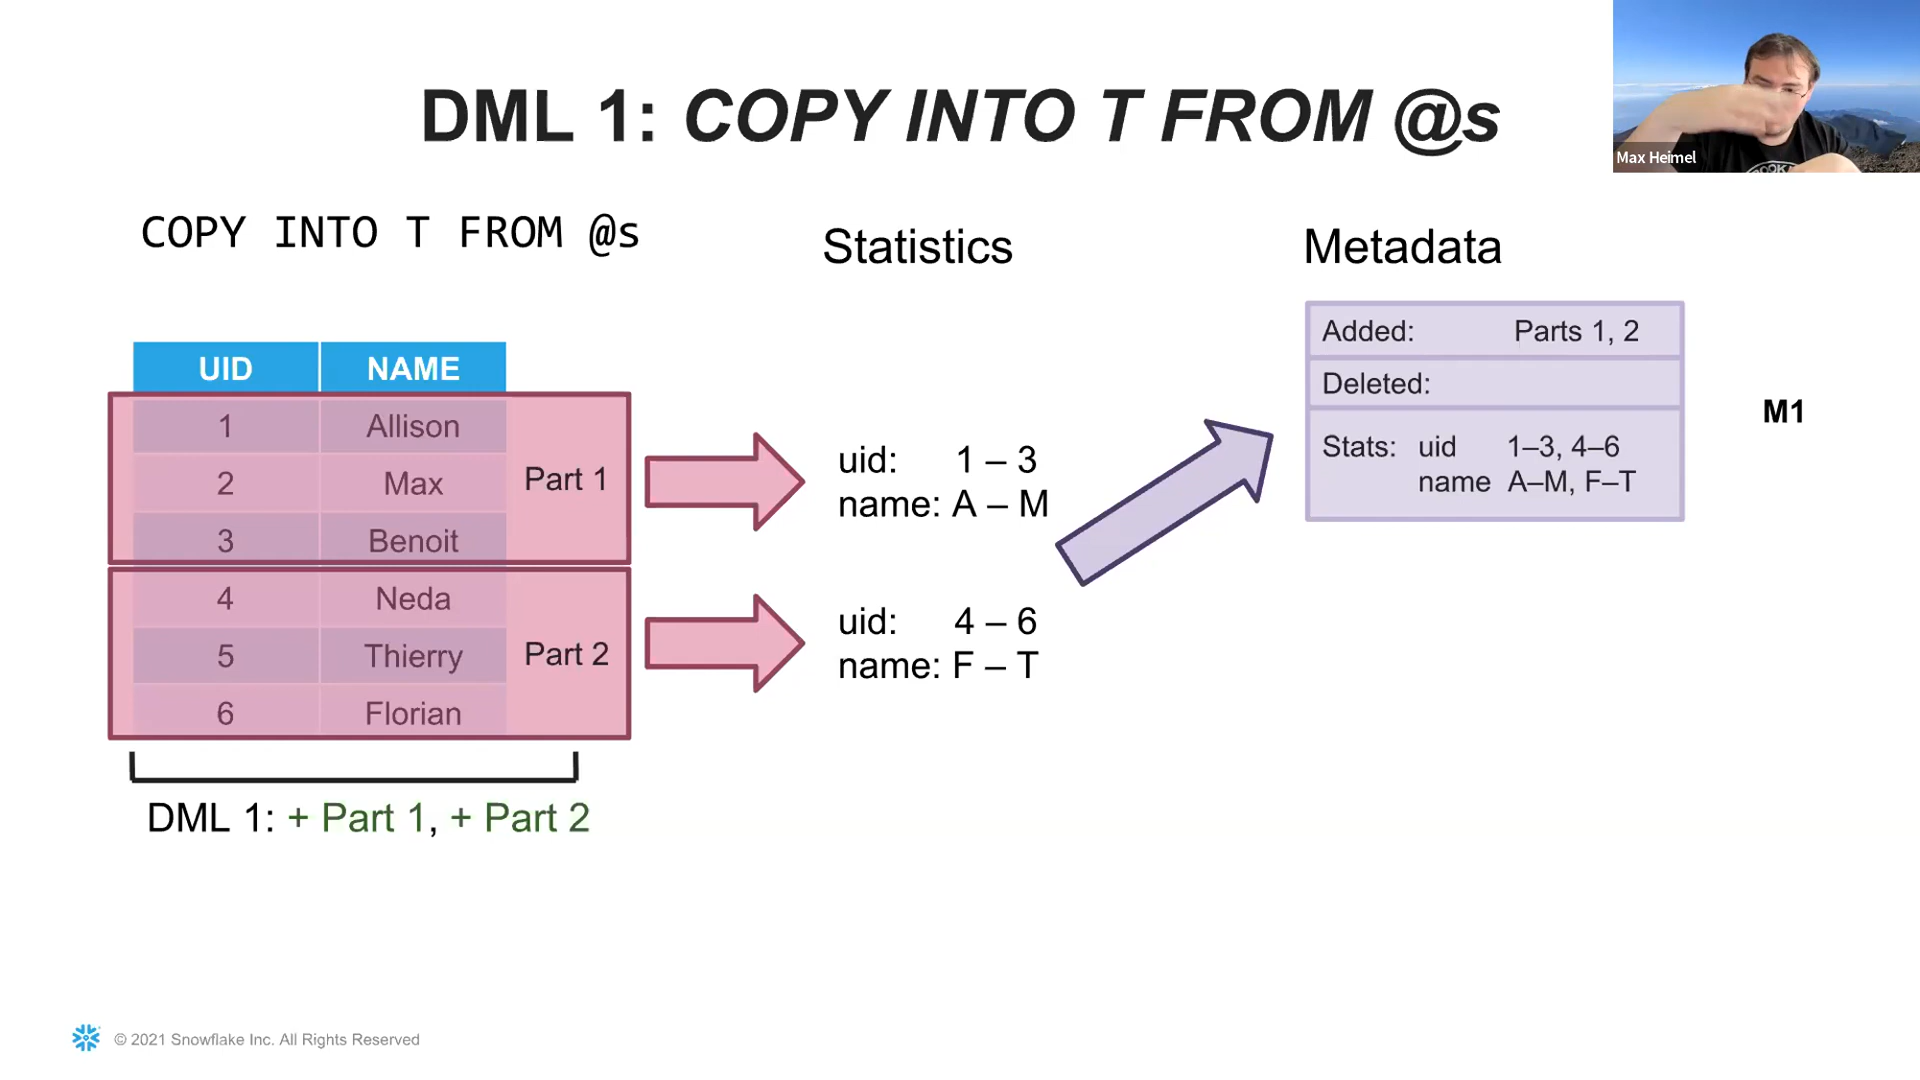 DML 1: COPY INTO T FROM @s
Max Heimel
COPY INTO T FROM @s
Statistics
Metadata
UID NAME
1 Allison
2 Max
3 Benoit
Part 1
4 Neda
5 Thierry
6 Florian
Part 2
DML 1: + Part 1, + Part 2
uid: 1 – 3
name: A – M
uid: 4 – 6
name: F – T
Added: Parts 1, 2
Deleted:
Stats: uid 1–3, 4–6
name A–M, F–T
M1
© 2021 Snowflake Inc. All Rights Reserved